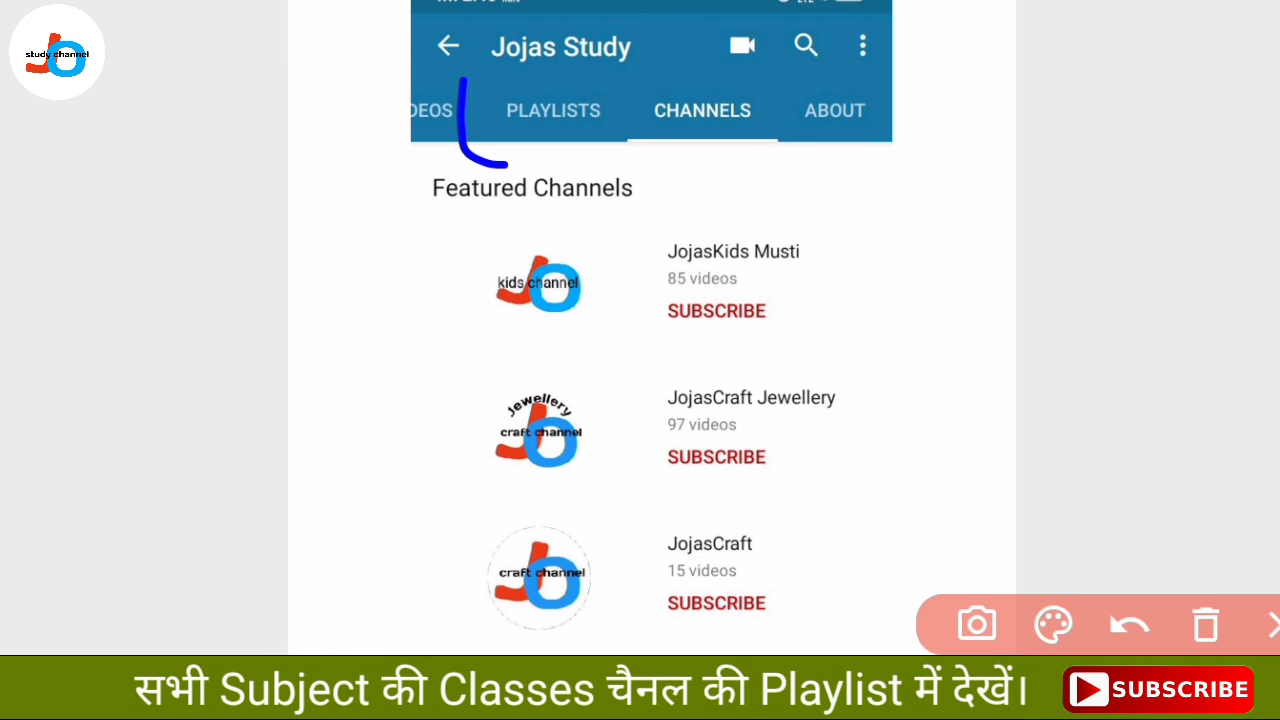 study channel
Jojas Study
DEOS PLAYLISTS CHANNELS ABOUT
Featured Channels
kids channel
JojasKids Musti
85 videos
SUBSCRIBE
Jewellery
craft channel
JojasCraft Jewellery
97 videos
SUBSCRIBE
craft channel
JojasCraft
15 videos
SUBSCRIBE
सभी Subject की Classes चैनल की Playlist में देखें।
SUBSCRIBE